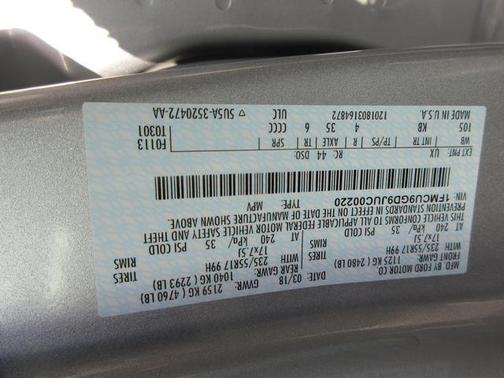 MFD. BY FORD MOTOR CO.
DATE: 03/18 GVWR: 2159 KG (4760 LB)
FRONT GAWR: 1125 KG (2480 LB) REAR GAWR: 1040 KG (2293 LB)
WITH 235/55R17 99H TIRES WITH 235/55R17 99H TIRES
17x7.5J RIMS 17x7.5J RIMS
AT 240 kPa/ 35 PSI COLD AT 240 kPa/ 35 PSI COLD
THIS VEHICLE CONFORMS TO ALL APPLICABLE FEDERAL MOTOR VEHICLE SAFETY AND THEFT
PREVENTION STANDARDS IN EFFECT ON THE DATE OF MANUFACTURE SHOWN ABOVE.
VIN: 1FMCU9GD9JUC00220
TYPE: MPV
EXT PNT: UX RC: 44 DSO: F0113
WB INT TR TP/PS R AXLE TR SPR T0301
105 KB 4 35 6 CCCC
MADE IN U.S.A. 1201803164872 ULC ▽ 5U5A-3520472-AA